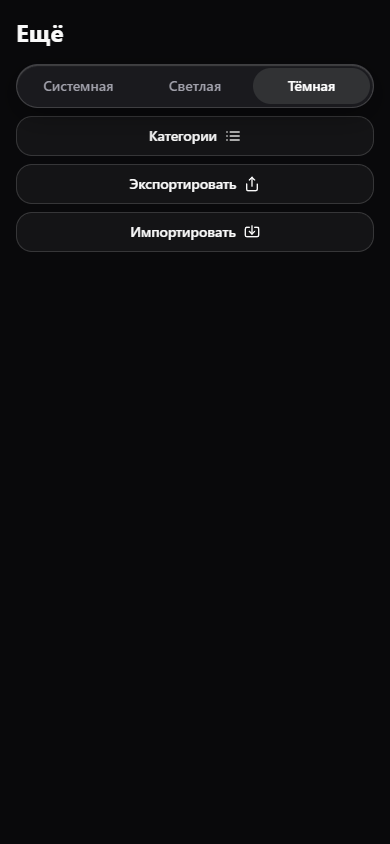 Ещё
Системная Светлая Тёмная
Категории
Экспортировать
Импортировать